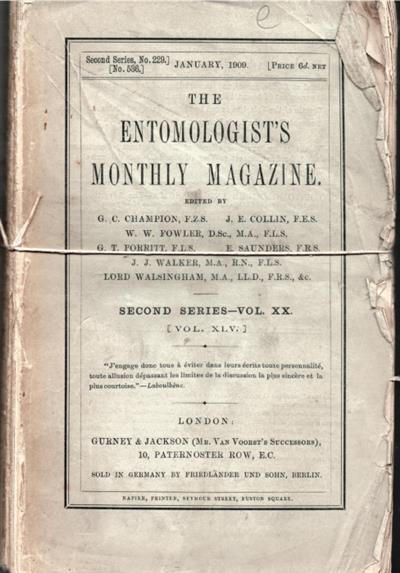 e
Second Series, No. 229.]
[No. 536.]
JANUARY, 1909.
[PRICE 6d. NET
THE
ENTOMOLOGIST'S
MONTHLY MAGAZINE.
EDITED BY
G. C. CHAMPION, F.Z.S. J. E. COLLIN, F.E.S.
W. W. FOWLER, D.Sc., M.A., F.L.S.
G. T. PORRITT, F.L.S. E. SAUNDERS, F.R.S.
J. J. WALKER, M.A., R.N., F.L.S.
LORD WALSINGHAM, M.A., LL.D., F.R.S., &c.
SECOND SERIES—VOL. XX.
[VOL. XLV.]
"J'engage donc tous à éviter dans leurs écrits toute personnalité,
toute allusion dépassant les limites de la discussion la plus sincère et la
plus courtoise."—Laboulbène.
LONDON:
GURNEY & JACKSON (MR. VAN VOORST'S SUCCESSORS),
10, PATERNOSTER ROW, E.C.
SOLD IN GERMANY BY FRIEDLÄNDER UND SOHN, BERLIN.
NAPIER, PRINTER, SEYMOUR STREET, EUSTON SQUARE.